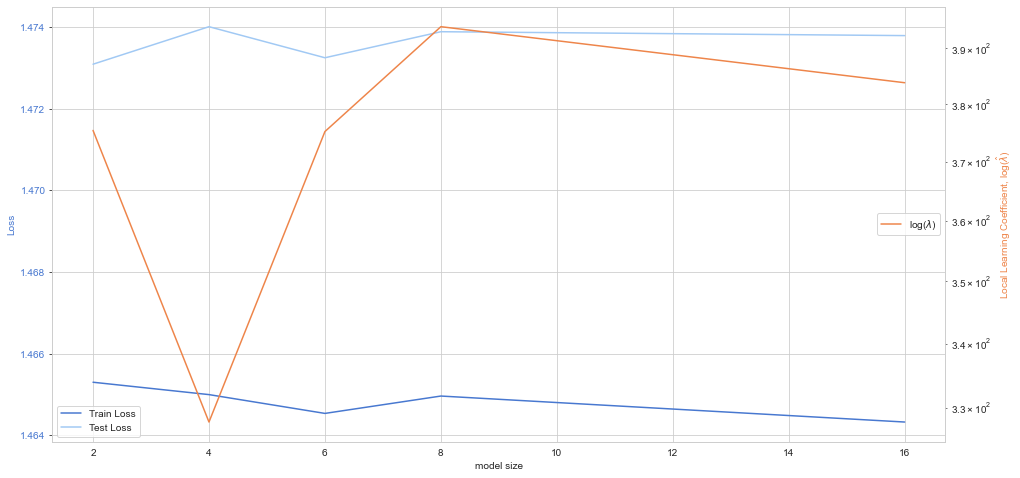 1.474
1.472
1.470
1.468
1.466
1.464
Loss
3.9 × 10²
3.8 × 10²
3.7 × 10²
3.6 × 10²
3.5 × 10²
3.4 × 10²
3.3 × 10²
Local Learning Coefficient, log(λ̂)
log(λ̂)
Train Loss
Test Loss
2 4 6 8 10 12 14 16
model size